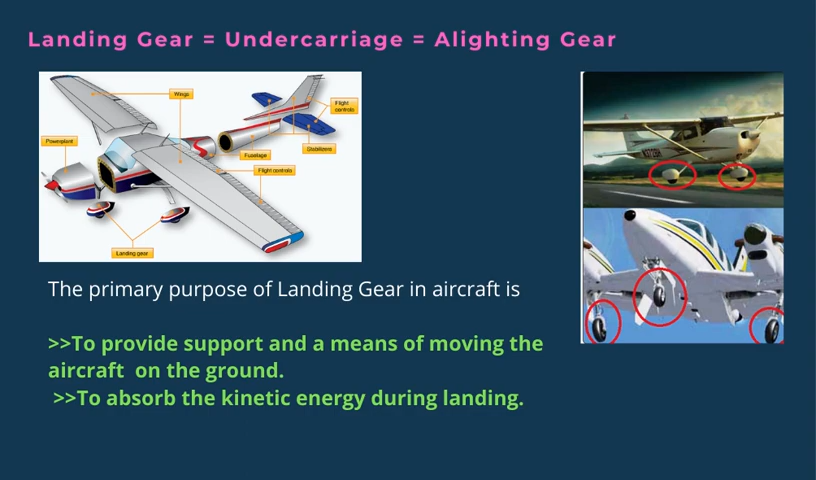 Landing Gear = Undercarriage = Alighting Gear
Wings
Flight
controls
Powerplant
Stabilizers
Fuselage
Flight controls
Landing gear
The primary purpose of Landing Gear in aircraft is
>>To provide support and a means of moving the
aircraft on the ground.
>>To absorb the kinetic energy during landing.